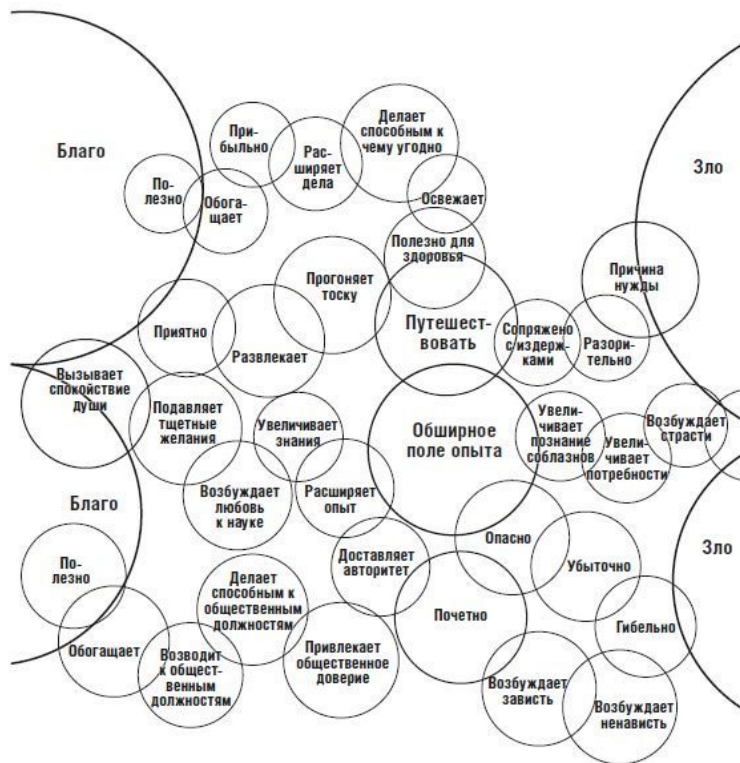 Благо
При-
быльно
Рас-
ширяет
дела
Делает
способным к
чему угодно
Зло
По-
лезно
Обога-
щает
Освежает
Полезно для
здоровья
Прогоняет
тоску
Причина
нужды
Приятно
Развлекает
Путешест-
вовать
Сопряжено
с издерж-
ками
Разори-
тельно
Вызывает
спокойствие
души
Подавляет
тщетные
желания
Увеличивает
знания
Обширное
поле опыта
Увели-
чивает
познание
соблазнов
Увели-
чивает
потребности
Возбуждает
страсти
Благо
Возбуждает
любовь
к науке
Расширяет
опыт
По-
лезно
Делает
способным к
общественным
должностям
Доставляет
авторитет
Опасно
Убыточно
Зло
Обогащает
Возводит
к общест-
венным
должностям
Привлекает
общественное
доверие
Почетно
Гибельно
Возбуждает
зависть
Возбуждает
ненависть